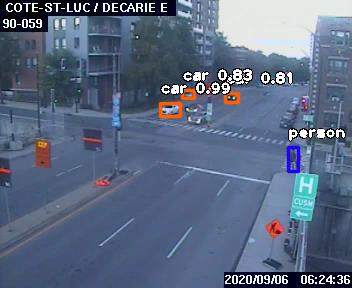 COTE-ST-LUC / DECARIE E
90-059
car 0.83
0.81
car 0.99
person
H
CUSM
2020/09/06 06:24:36